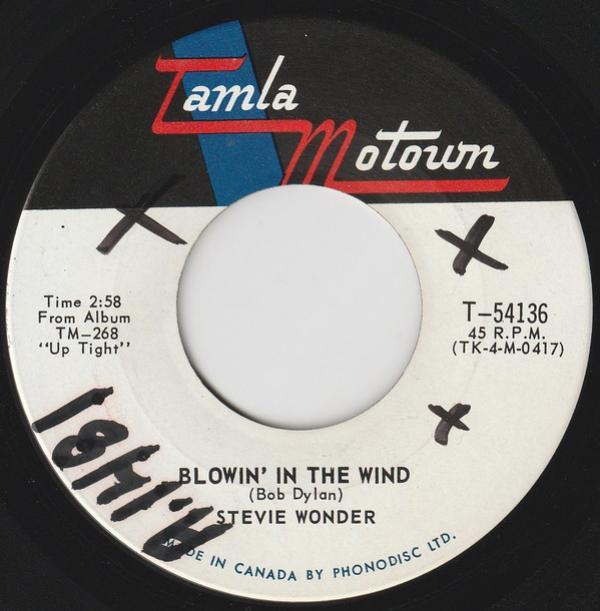 Tamla
Motown
Time 2:58
From Album
TM-268
"Up Tight"
T-54136
45 R.P.M.
(TK-4-M-0417)
BLOWIN' IN THE WIND
(Bob Dylan)
STEVIE WONDER
MADE IN CANADA BY PHONODISC LTD.